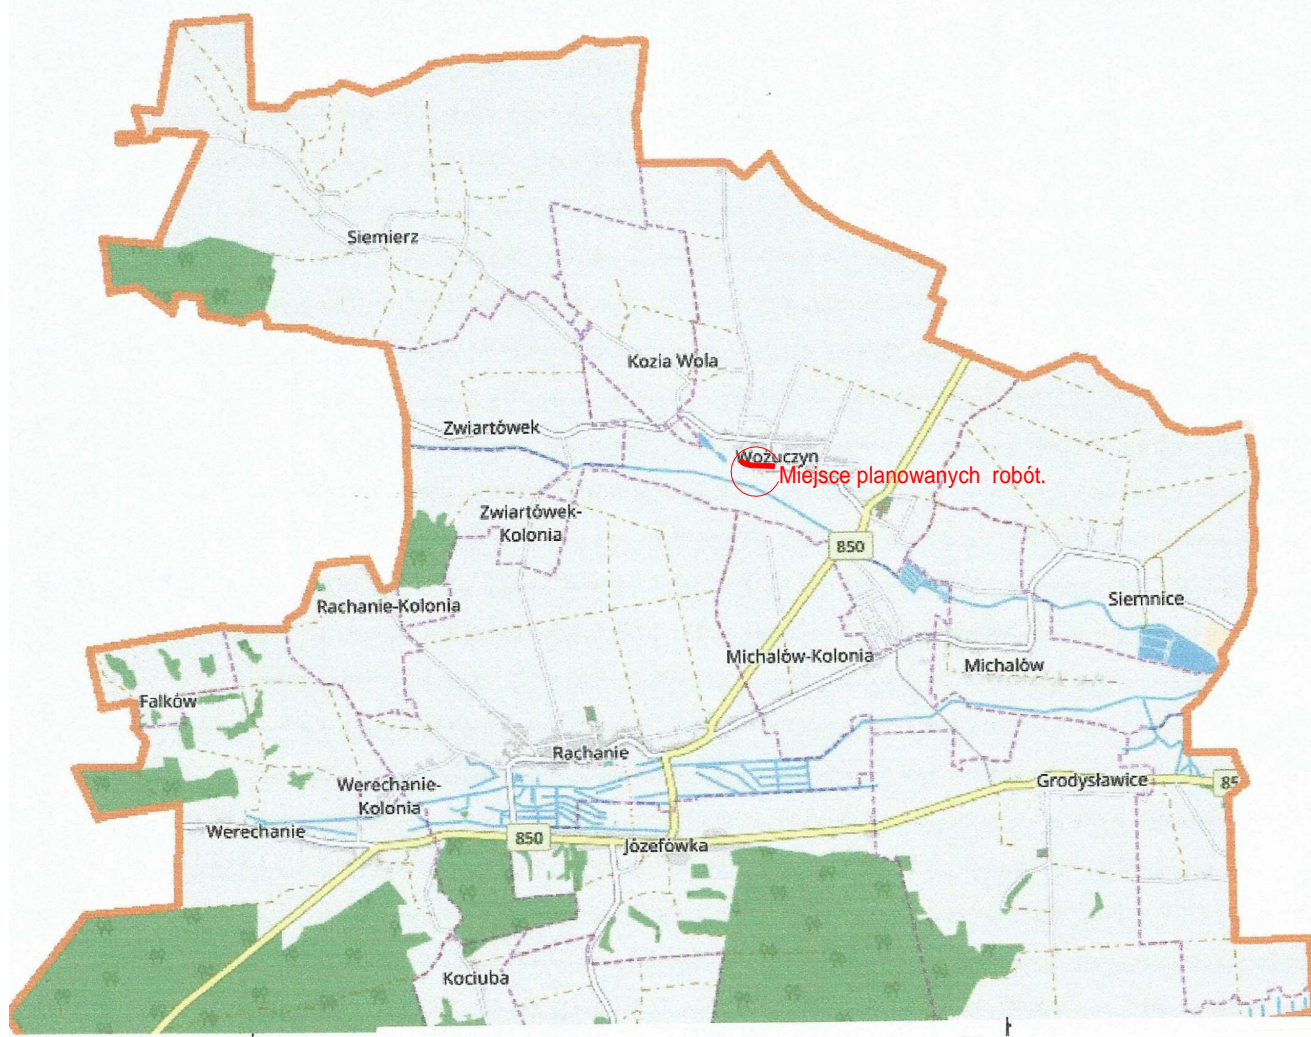 Siemierz
Kozia Wola
Zwiartówek
Wożuczyn
Miejsce planowanych robót.
Zwiartówek-
Kolonia
850
Rachanie-Kolonia
Siemnice
Michalów-Kolonia
Michalów
Falków
Rachanie
Werechanie-
Kolonia
Grodysławice
85
Werechanie
850
Józefówka
Kociuba